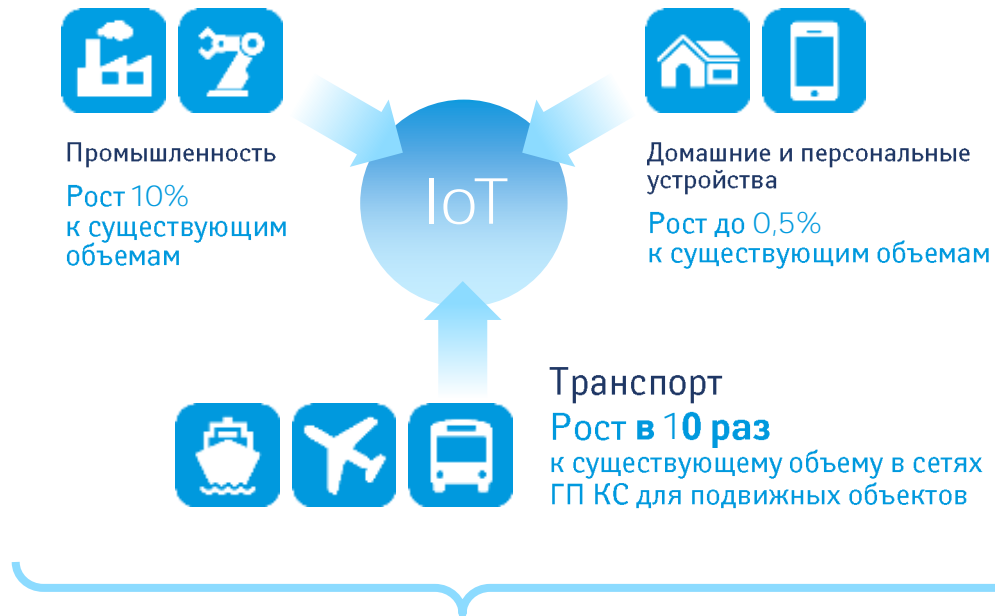 Промышленность
Рост 10%
к существующим
объемам
IoT
Домашние и персональные
устройства
Рост до 0,5%
к существующим объемам
Транспорт
Рост в 10 раз
к существующему объему в сетях
ГП КС для подвижных объектов